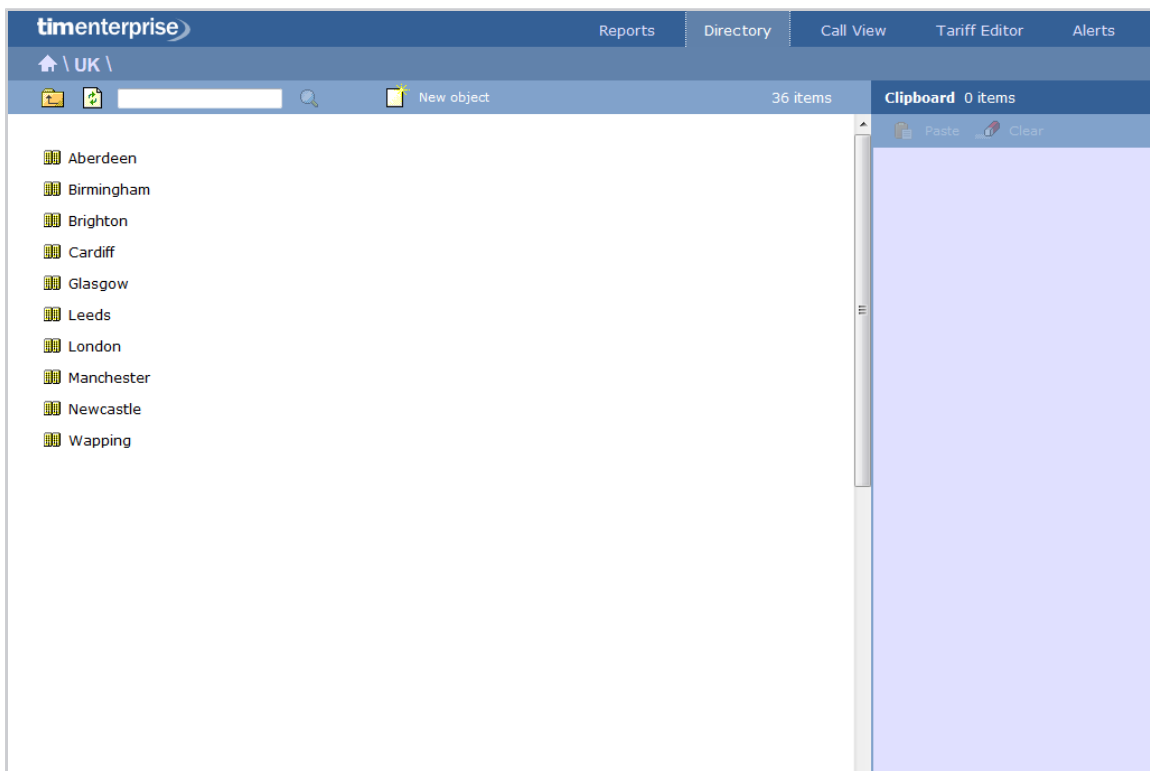 timenterprise
Reports Directory Call View Tariff Editor Alerts
\ UK \
New object 36 items Clipboard 0 items
Paste Clear
Aberdeen
Birmingham
Brighton
Cardiff
Glasgow
Leeds
London
Manchester
Newcastle
Wapping